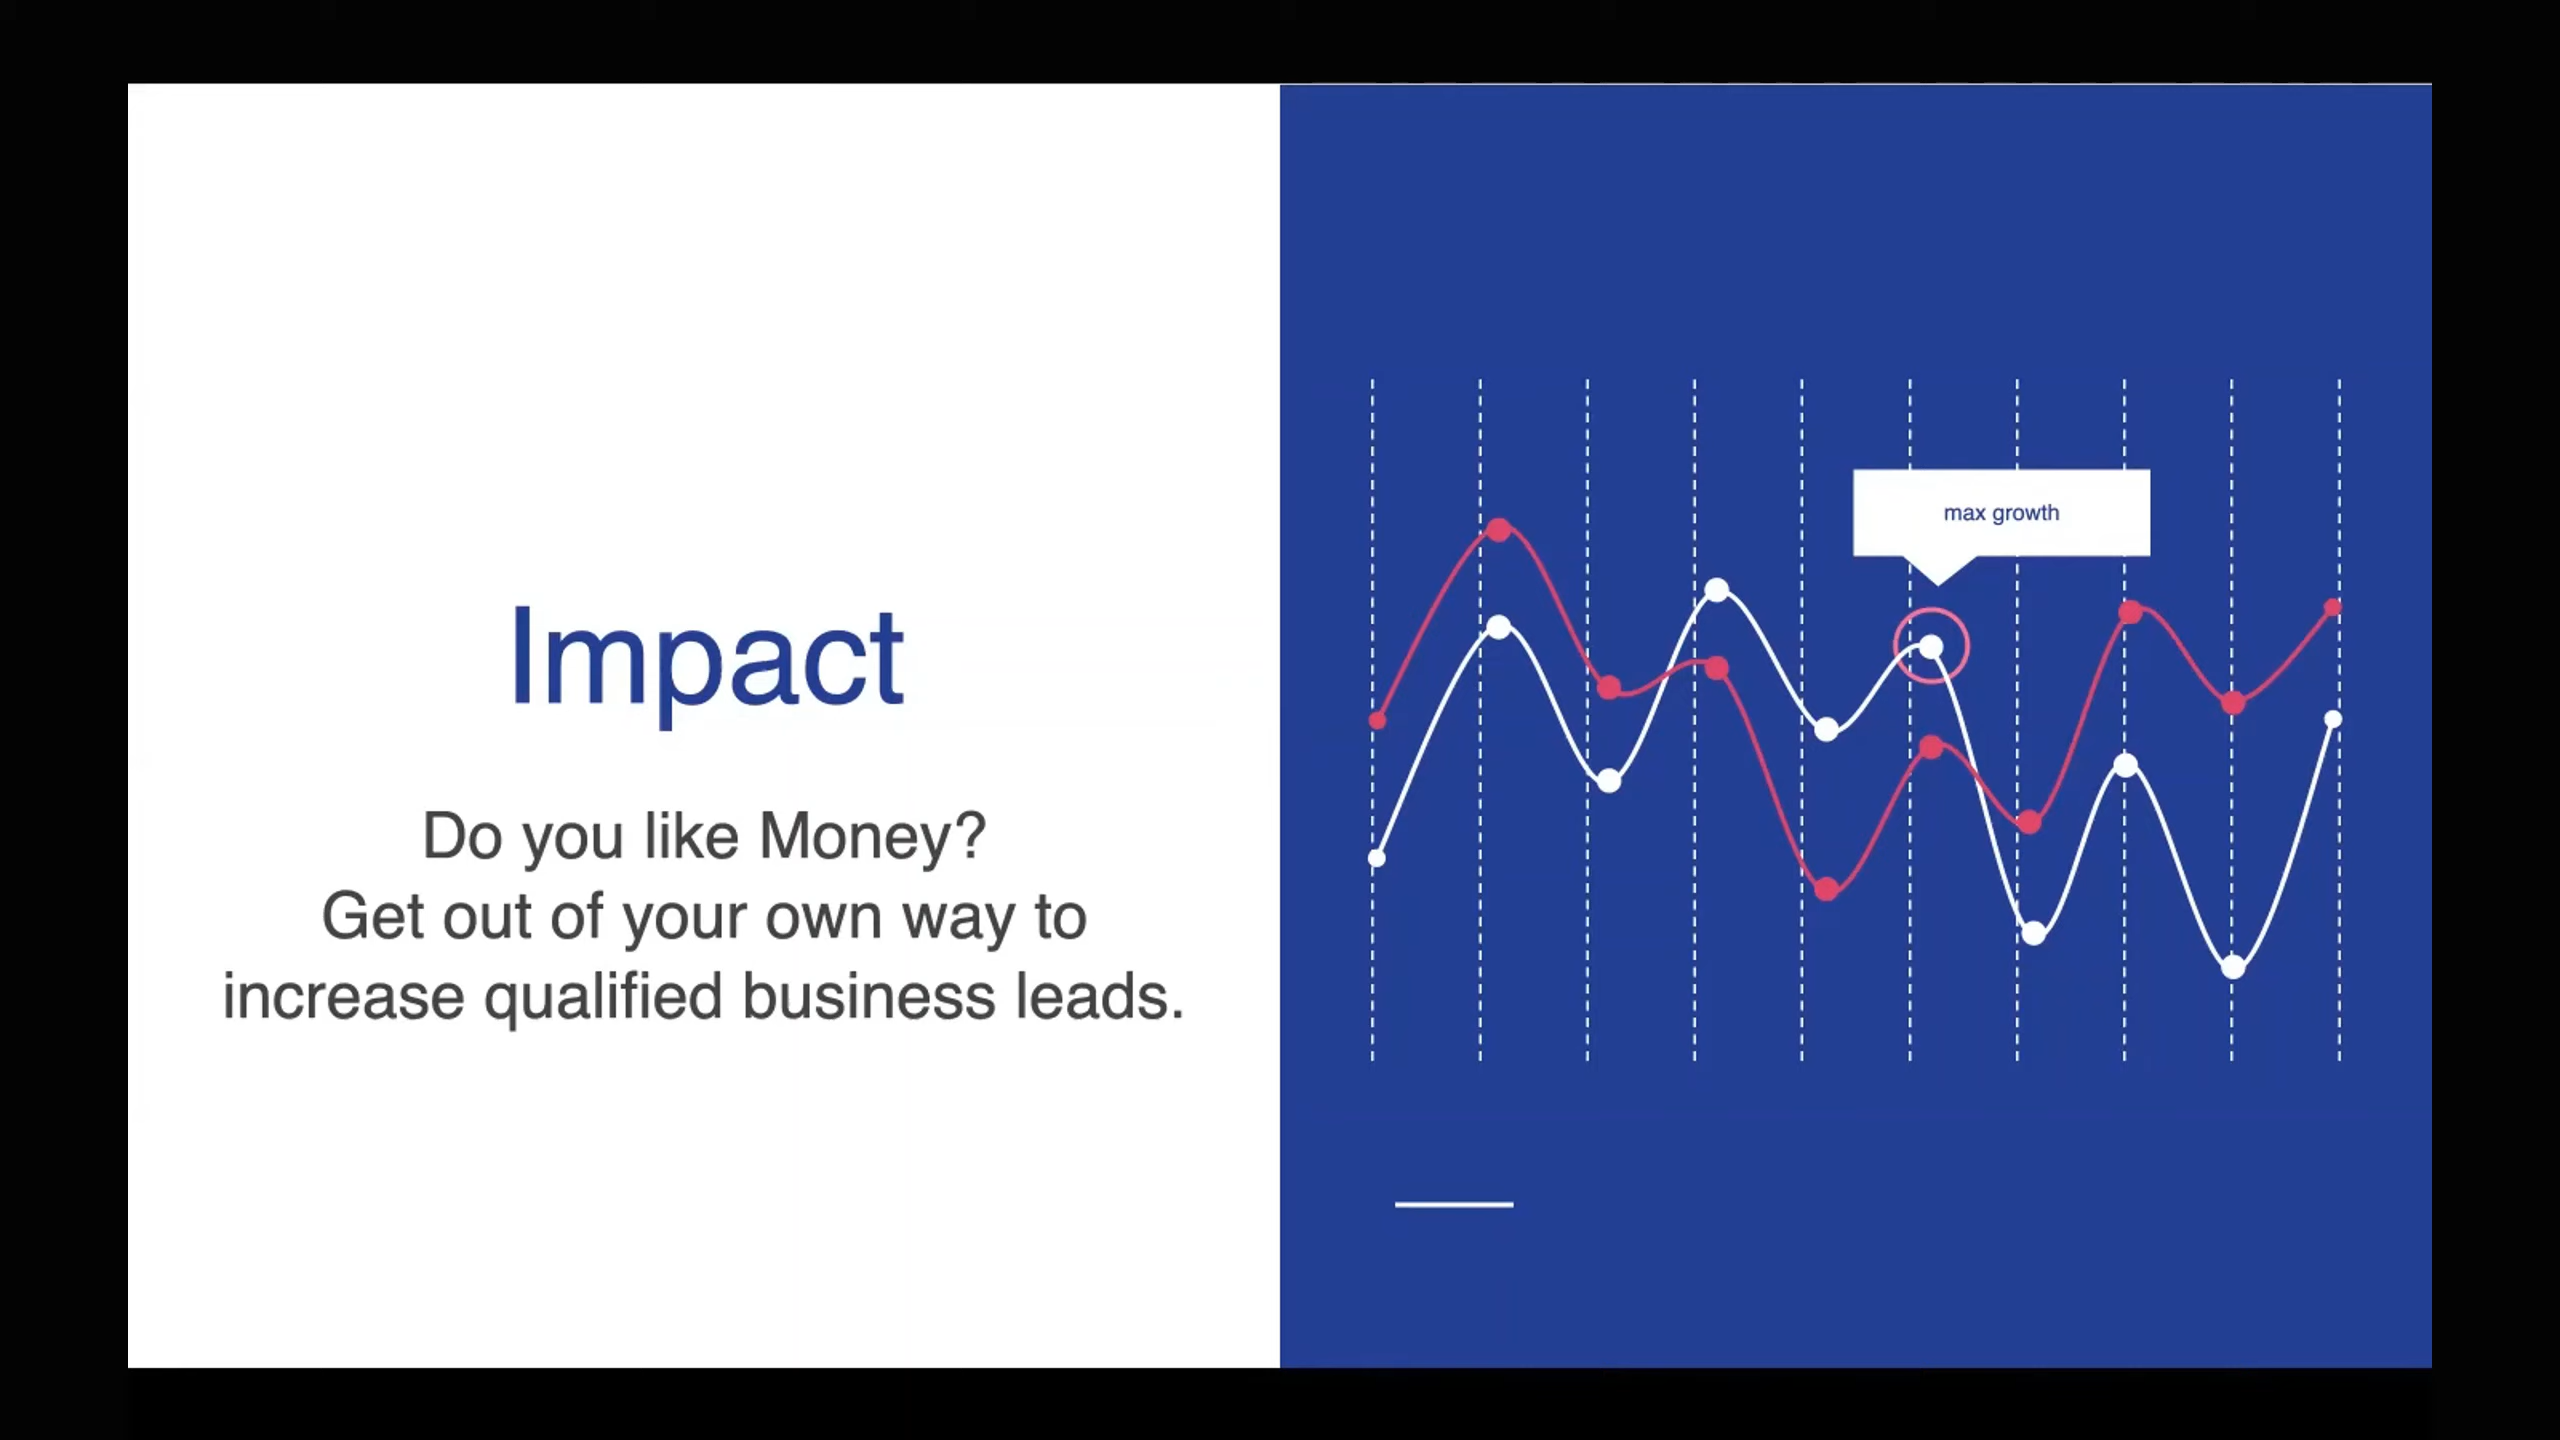 Impact
Do you like Money?
Get out of your own way to
increase qualified business leads.
max growth